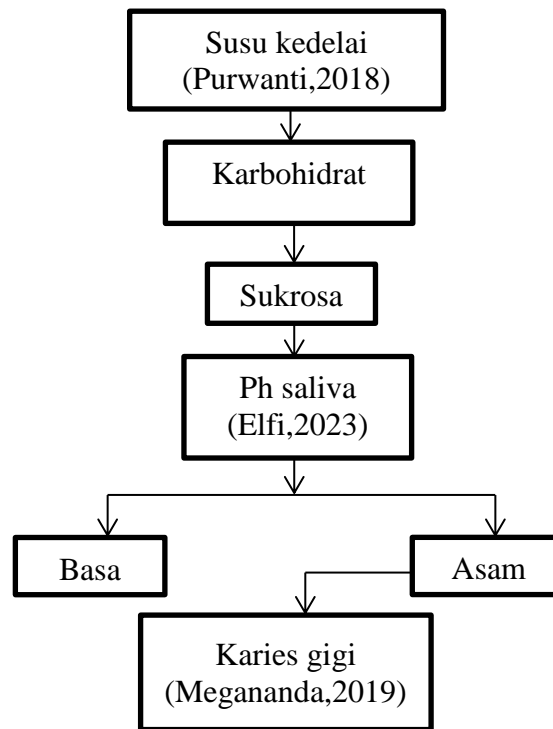 Susu kedelai
(Purwanti,2018)
Karbohidrat
Sukrosa
Ph saliva
(Elfi,2023)
Basa
Asam
Karies gigi
(Megananda,2019)